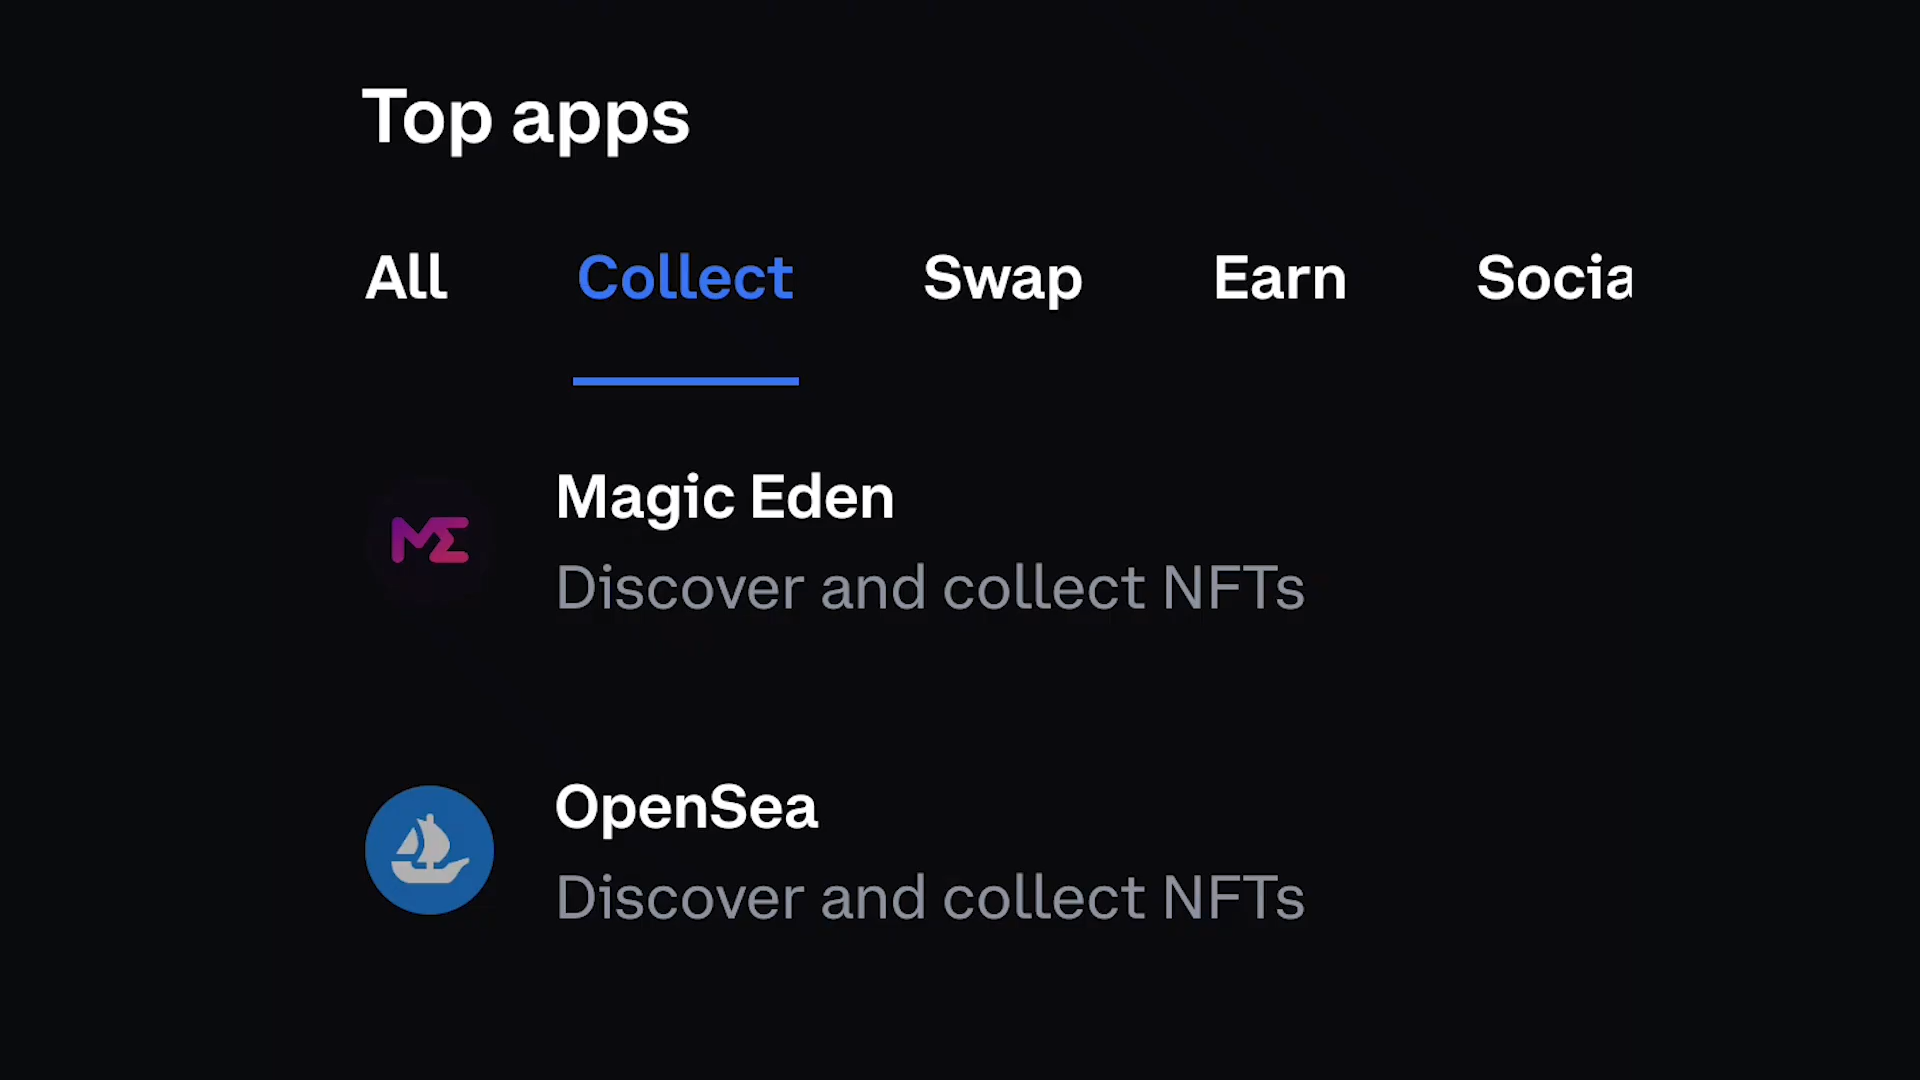 Top apps
All Collect Swap Earn Socia
Magic Eden
Discover and collect NFTs
OpenSea
Discover and collect NFTs